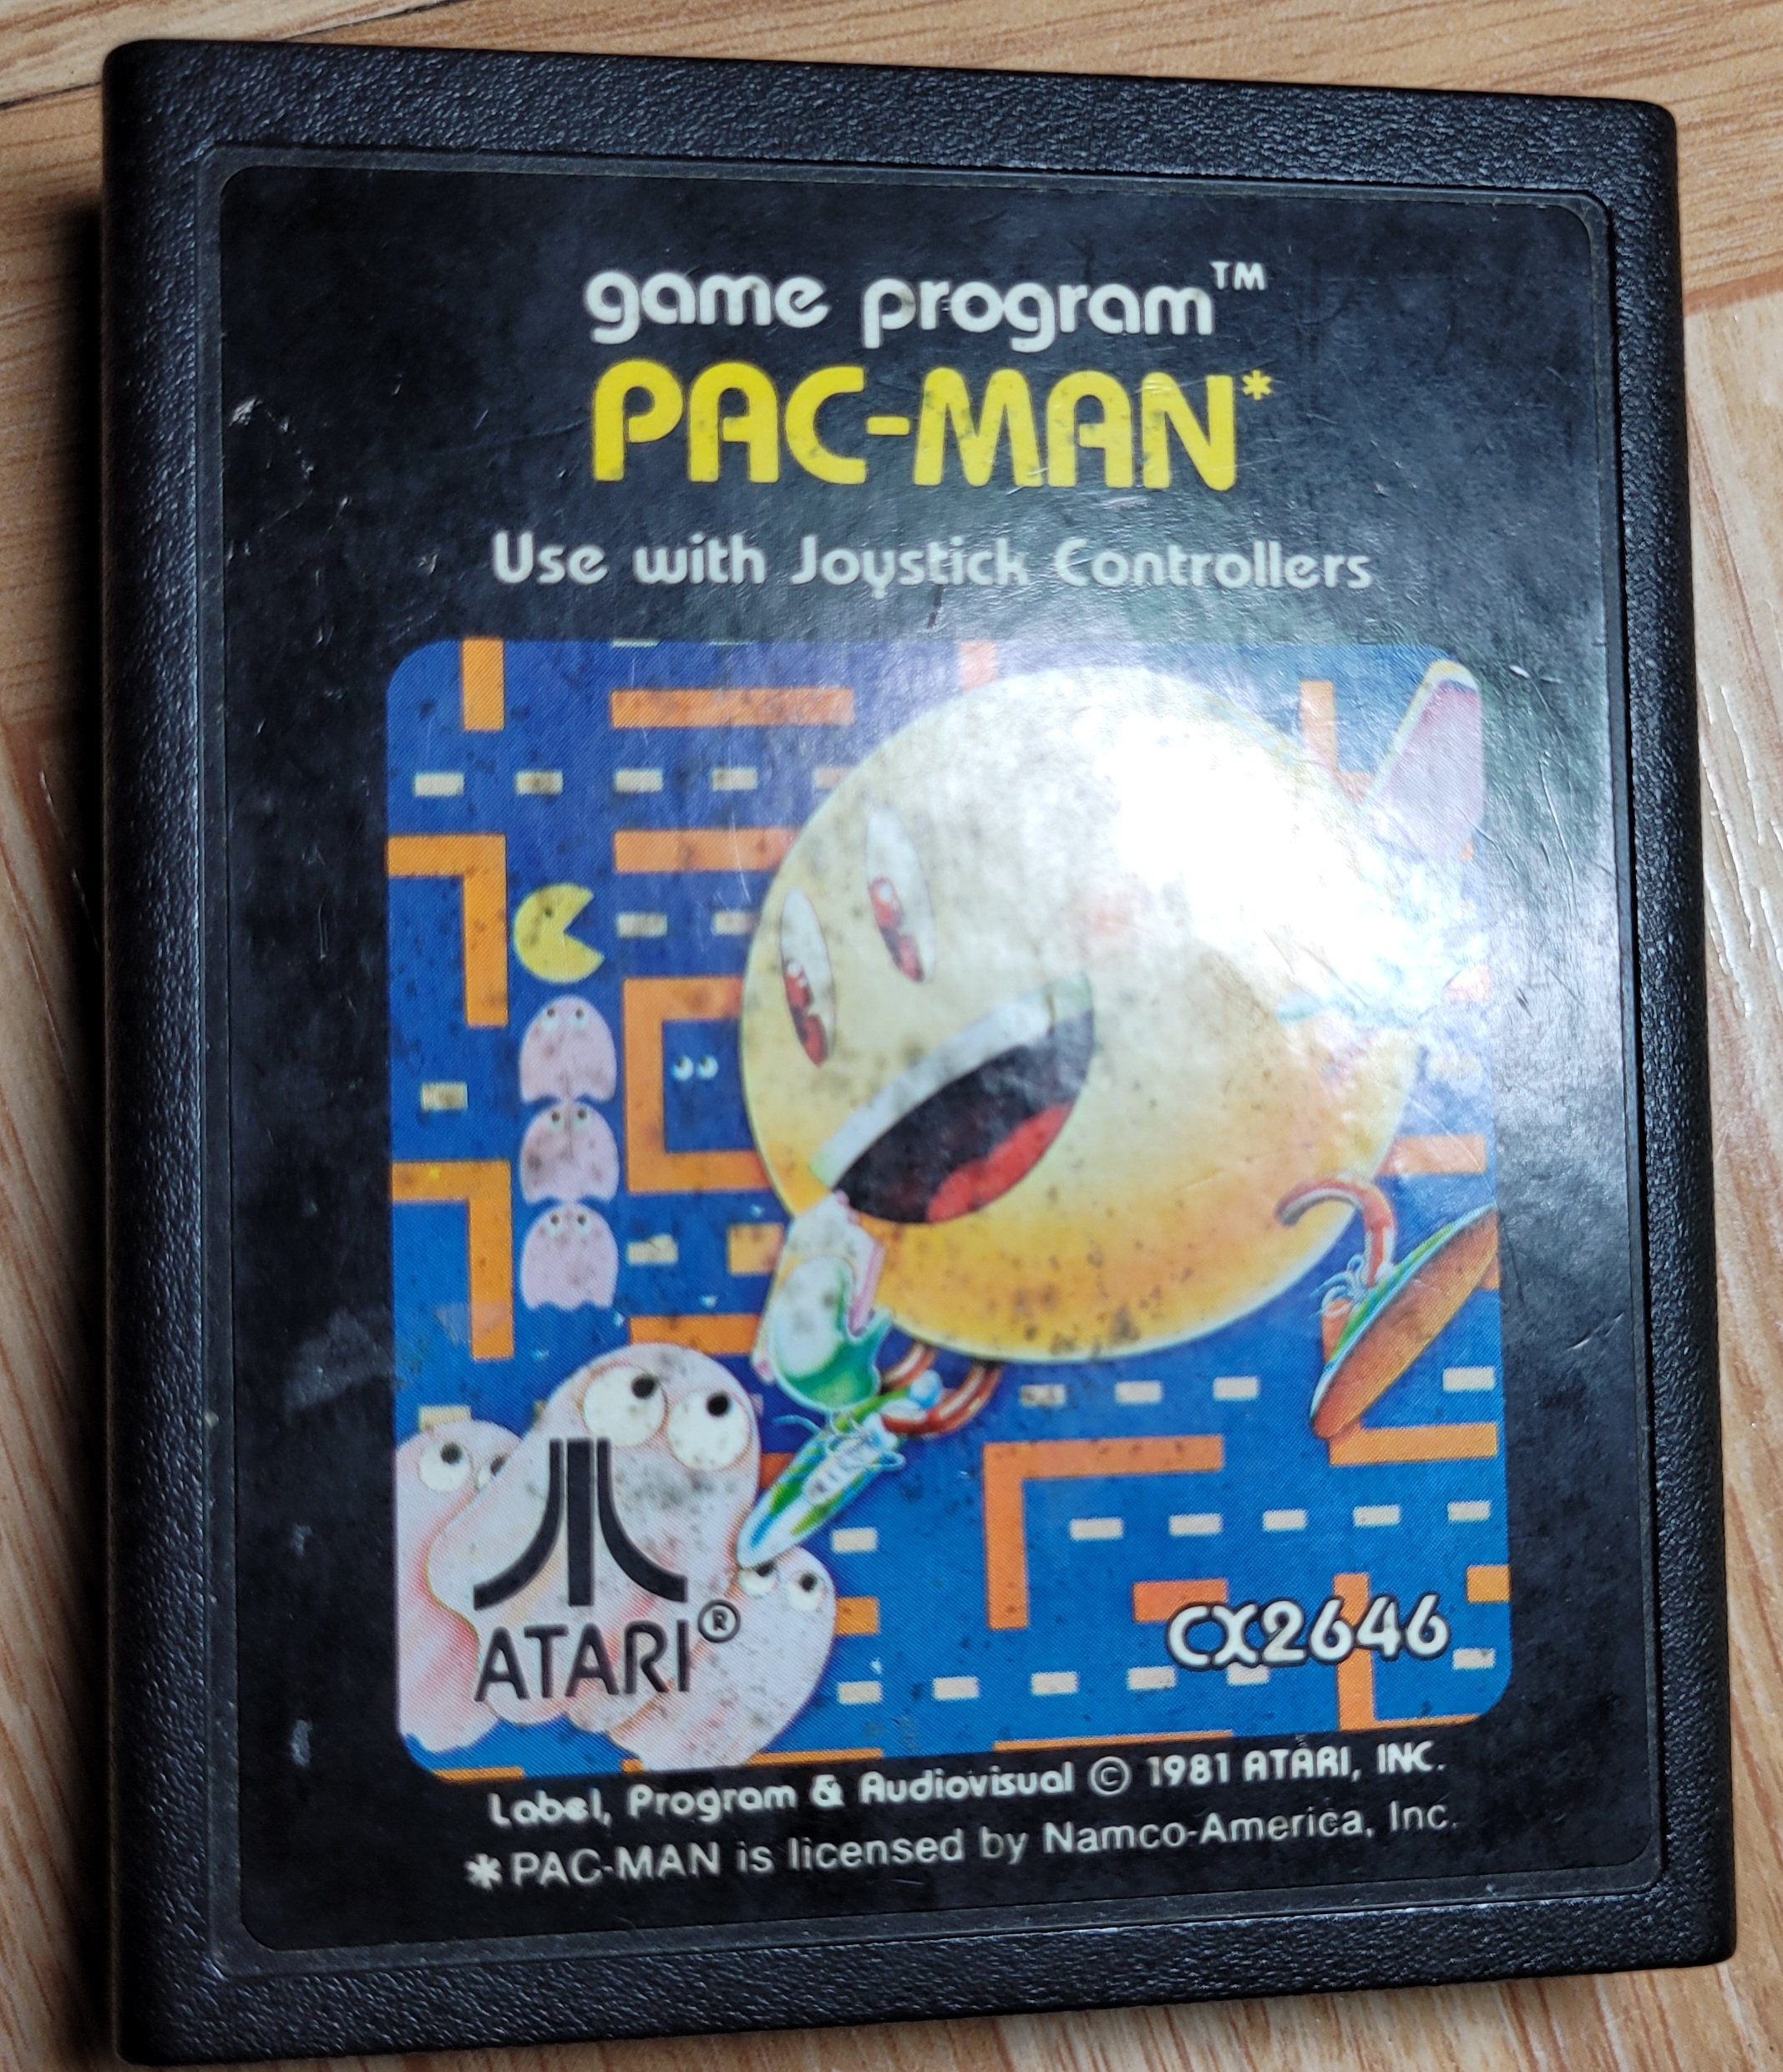 game program™
PAC-MAN*
Use with Joystick Controllers
ATARI®
CX2646
Label, Program & Audiovisual © 1981 ATARI, INC.
*PAC-MAN is licensed by Namco-America, Inc.